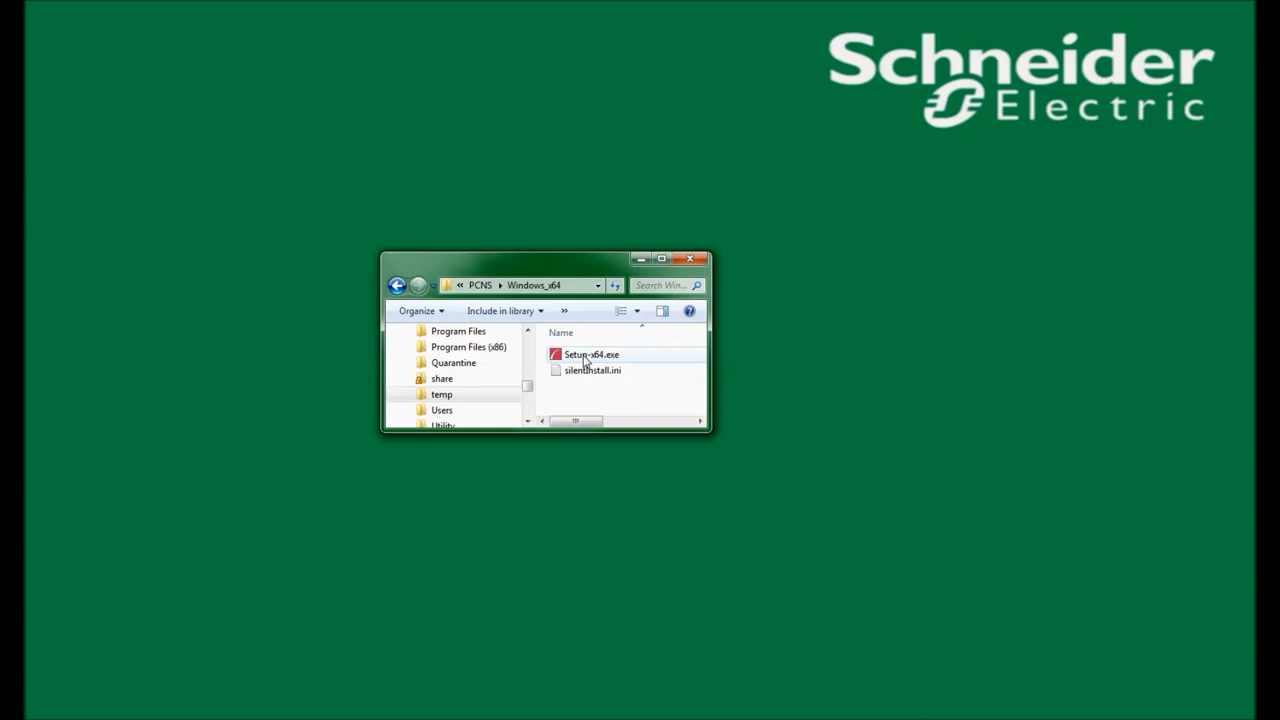 Schneider
Electric
« PCNS Windows_x64
Search Win...
Organize
Include in library
»
Program Files
Program Files (x86)
Quarantine
share
temp
Users
Utility
Name
Setup-x64.exe
silentinstall.ini